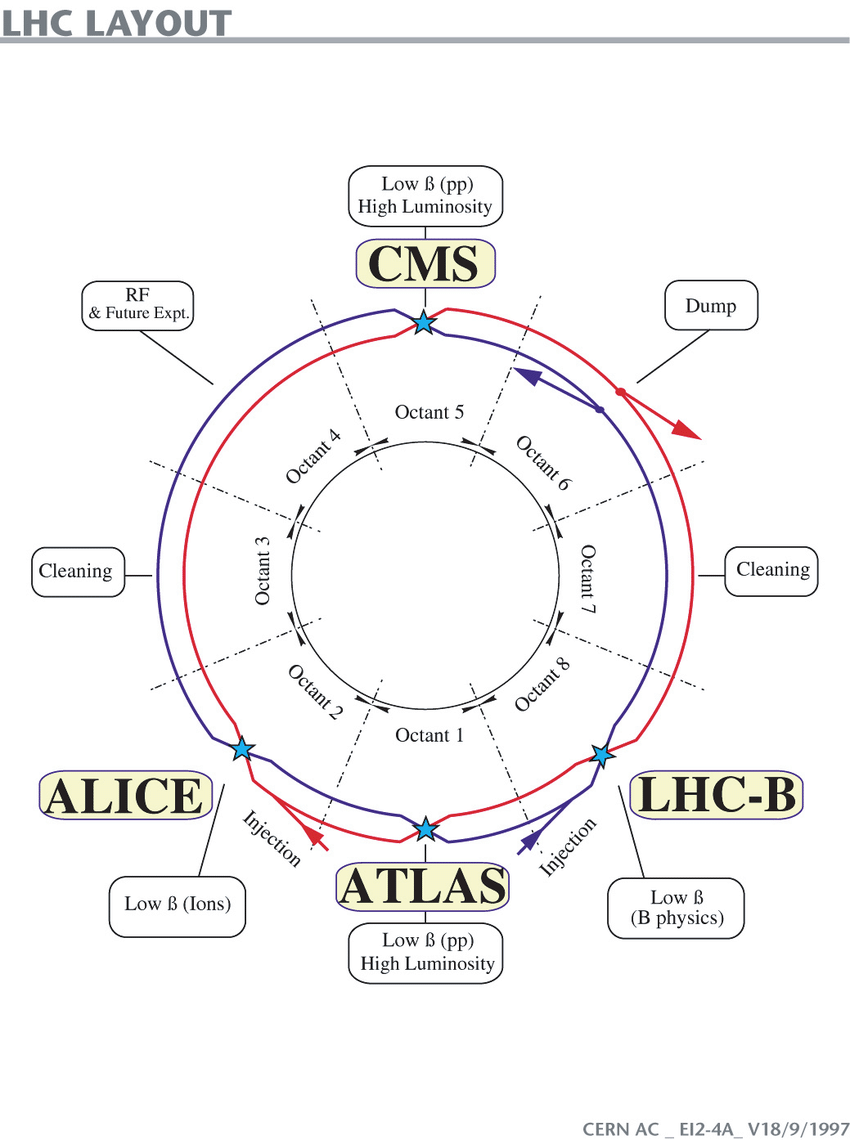 LHC LAYOUT
Low ß (pp)
High Luminosity
CMS
RF
& Future Expt.
Dump
Octant 5
Octant 4
Octant 6
Cleaning
Octant 3
Octant 7
Cleaning
Octant 2
Octant 8
Octant 1
ALICE
LHC-B
Injection
Injection
ATLAS
Low ß (Ions)
Low ß
(B physics)
Low ß (pp)
High Luminosity
CERN AC _ EI2-4A_ V18/9/1997